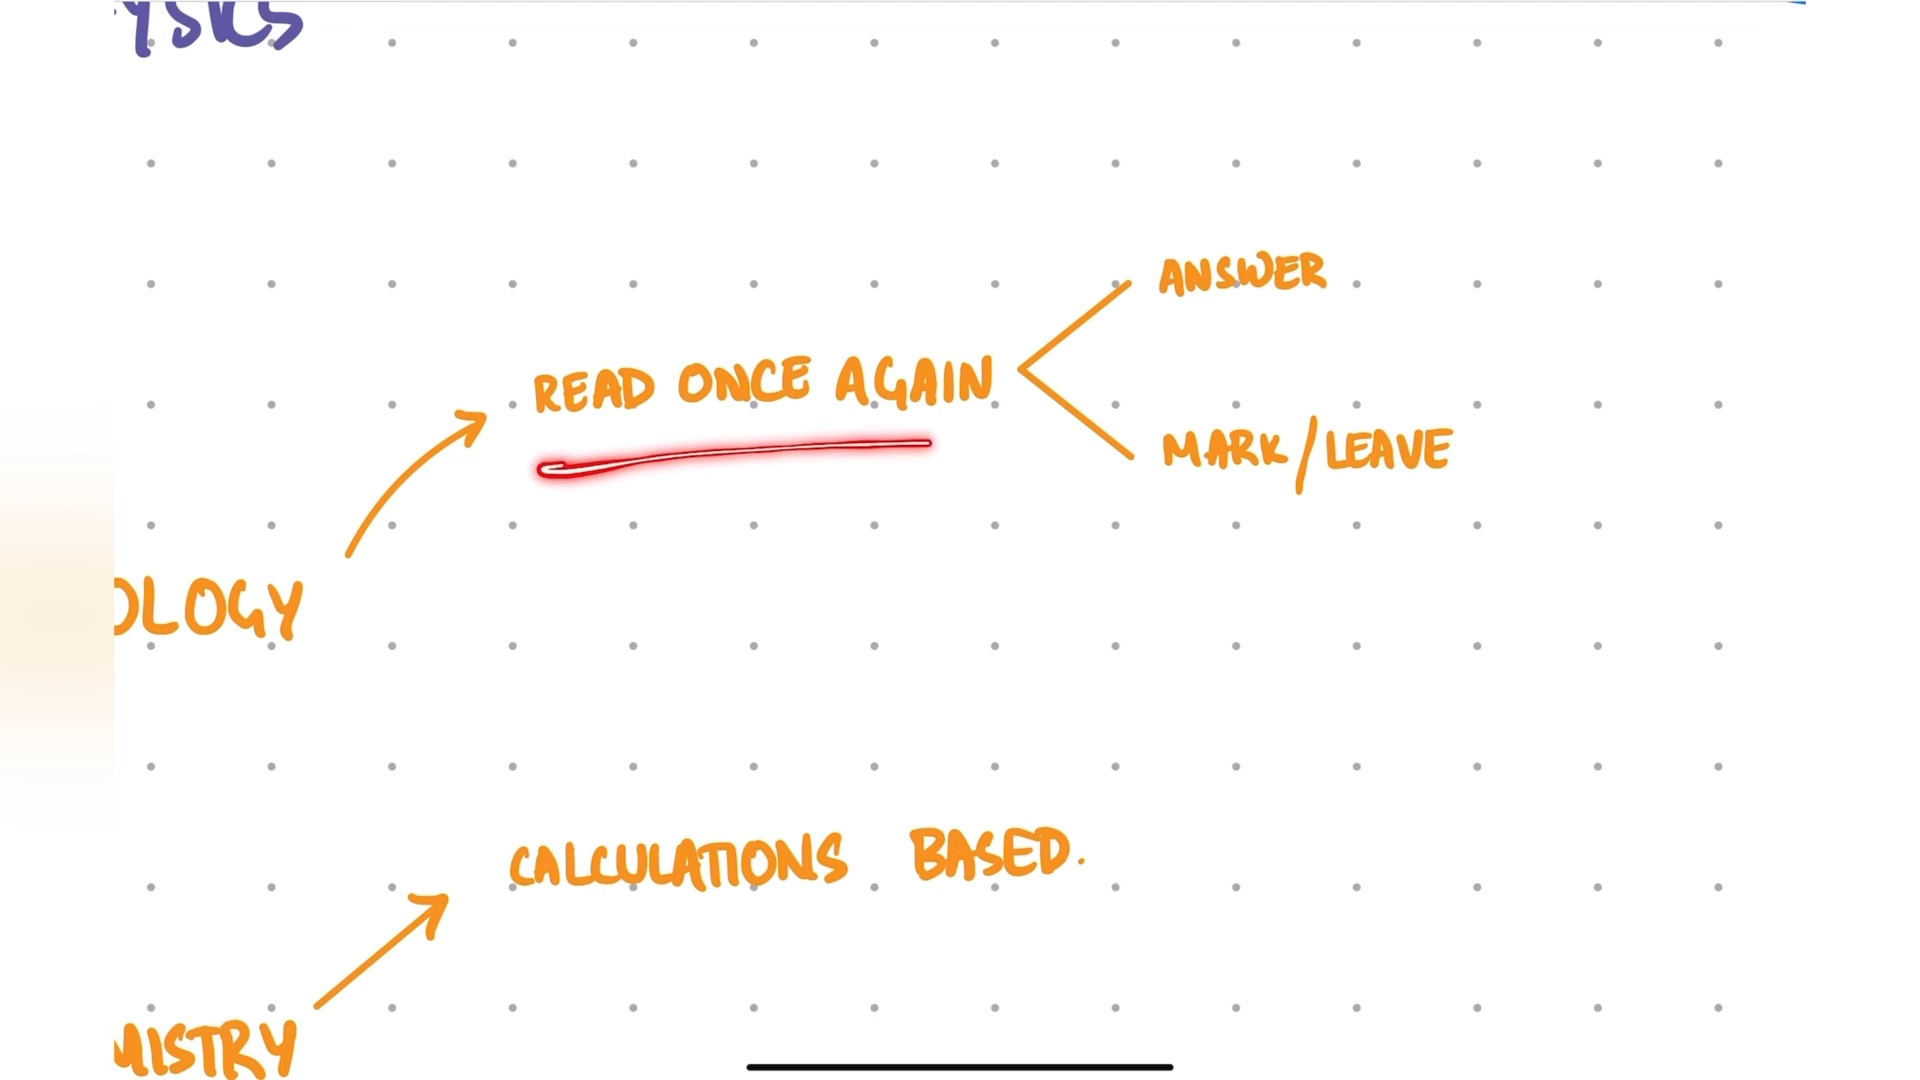 YSICS
ANSWER
READ ONCE AGAIN
MARK/LEAVE
OLOGY
CALCULATIONS BASED.
MISTRY